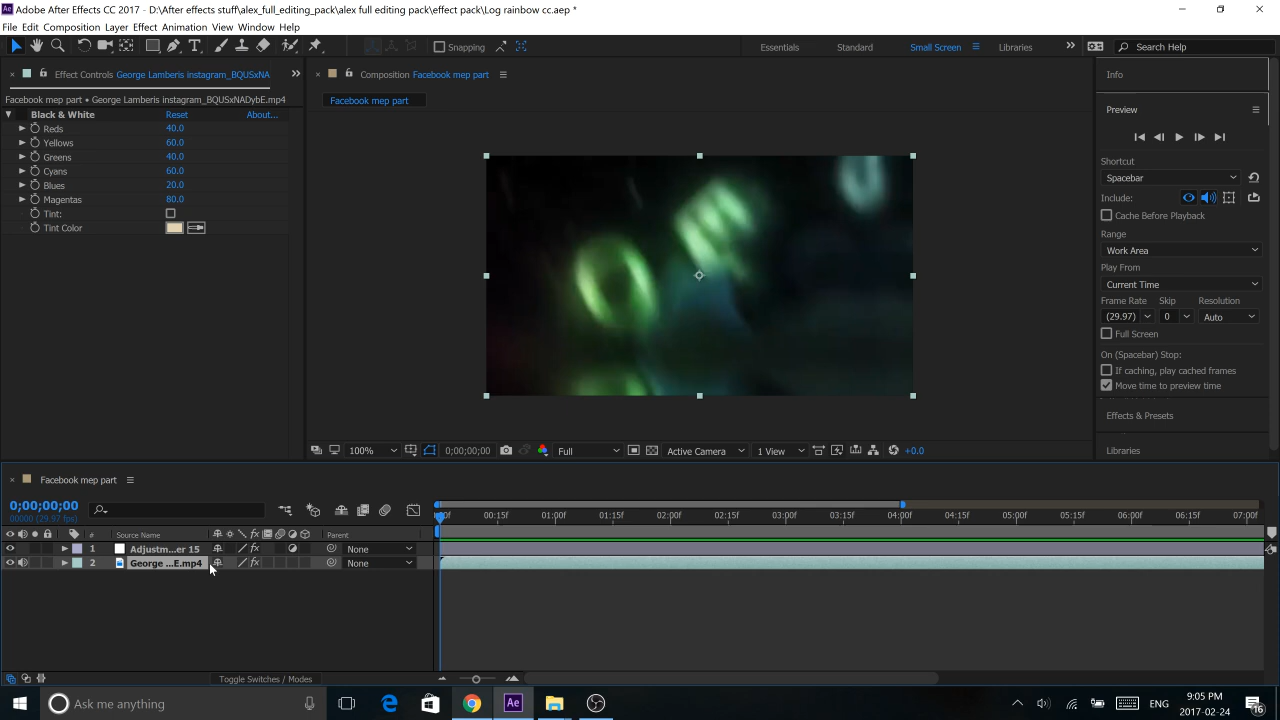 Adobe After Effects CC 2017 - D:\After effects stuff\alex_full_editing_pack\alex full editing pack\effect pack\Log rainbow cc.aep *
File Edit Composition Layer Effect Animation View Window Help
Snapping
Essentials Standard Small Screen Libraries
Search Help
Effect Controls George Lamberis instagram_BQUSxNA
Composition Facebook mep part
Info
Facebook mep part • George Lamberis instagram_BQUSxNADybE.mp4
Facebook mep part
Preview
Black & White Reset About...
Reds 40.0
Yellows 60.0
Greens 40.0
Cyans 60.0
Blues 20.0
Magentas 80.0
Tint:
Tint Color
Shortcut
Spacebar
Include:
Cache Before Playback
Range
Work Area
Play From
Current Time
Frame Rate Skip Resolution
(29.97) 0 Auto
Full Screen
On (Spacebar) Stop:
If caching, play cached frames
Move time to preview time
Effects & Presets
Libraries
100% 0;00;00;00 Full Active Camera 1 View +0.0
Facebook mep part
0;00;00;00
00000 (29.97 fps)
:00f 00:15f 01:00f 01:15f 02:00f 02:15f 03:00f 03:15f 04:00f 04:15f 05:00f 05:15f 06:00f 06:15f 07:00f
# Source Name Parent
1 Adjustm...er 15 None
2 George ...E.mp4 None
Toggle Switches / Modes
Ask me anything
ENG
9:05 PM
2017-02-24
16